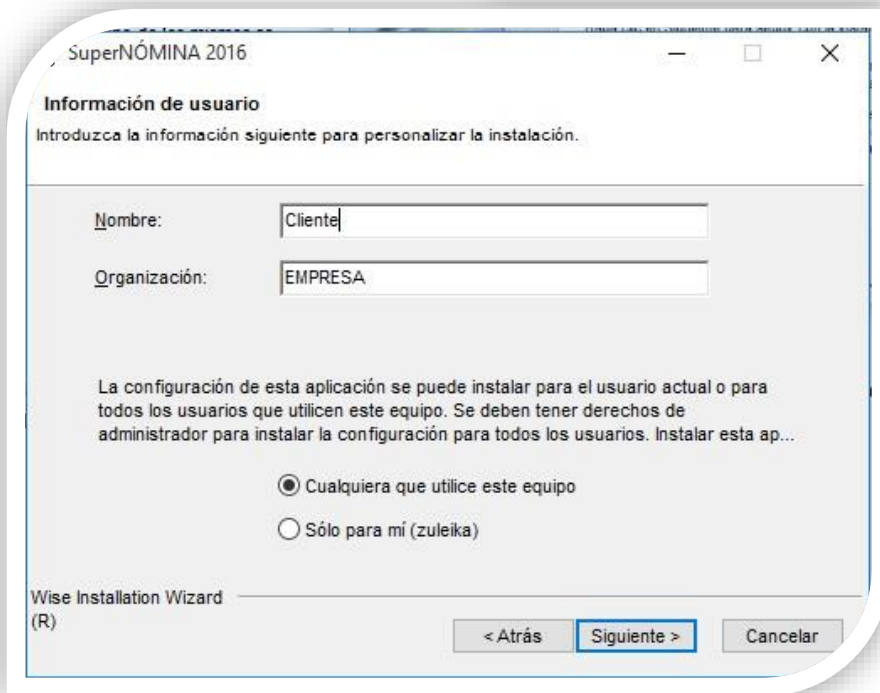 SuperNÓMINA 2016
Información de usuario
Introduzca la información siguiente para personalizar la instalación.
Nombre:
Cliente
Organización:
EMPRESA
La configuración de esta aplicación se puede instalar para el usuario actual o para
todos los usuarios que utilicen este equipo. Se deben tener derechos de
administrador para instalar la configuración para todos los usuarios. Instalar esta ap...
Cualquiera que utilice este equipo
Sólo para mí (zuleika)
Wise Installation Wizard
(R)
< Atrás
Siguiente >
Cancelar